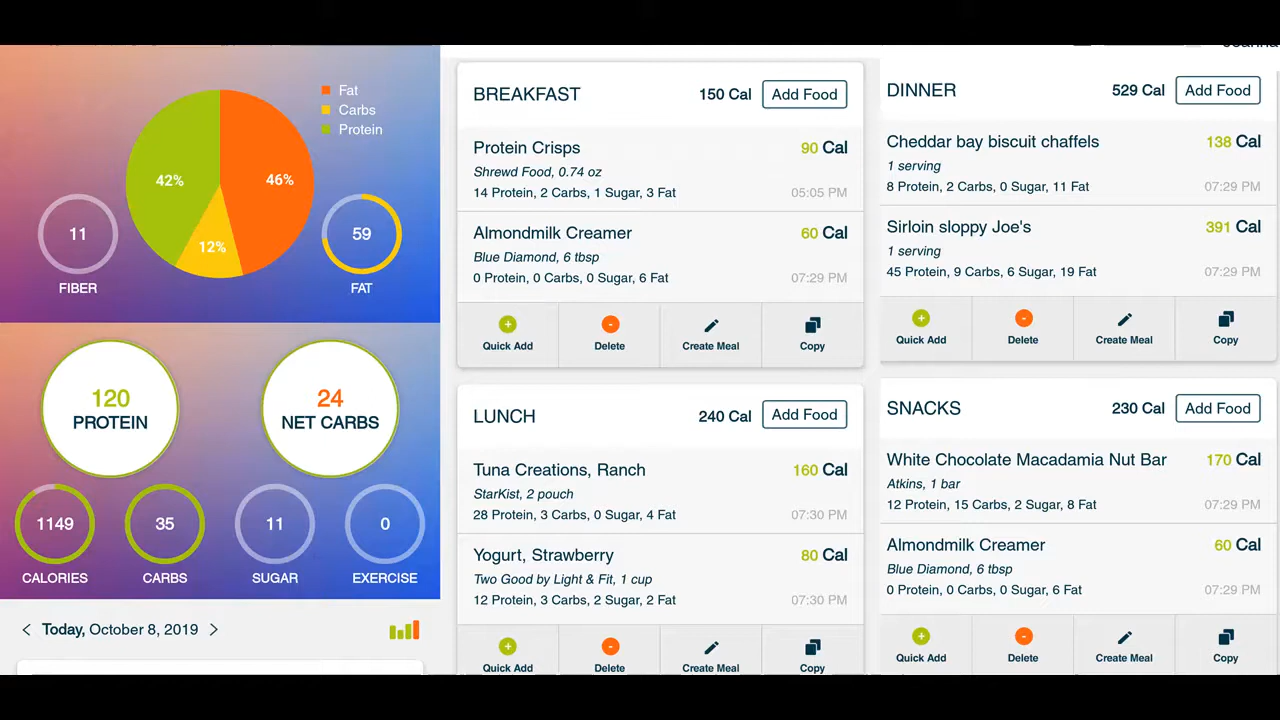 Fat
Carbs
Protein
42%
46%
12%
11
FIBER
59
FAT
120
PROTEIN
24
NET CARBS
1149
CALORIES
35
CARBS
11
SUGAR
0
EXERCISE
Today, October 8, 2019
BREAKFAST 150 Cal Add Food
Protein Crisps 90 Cal
Shrewd Food, 0.74 oz
14 Protein, 2 Carbs, 1 Sugar, 3 Fat 05:05 PM
Almondmilk Creamer 60 Cal
Blue Diamond, 6 tbsp
0 Protein, 0 Carbs, 0 Sugar, 6 Fat 07:29 PM
Quick Add Delete Create Meal Copy
LUNCH 240 Cal Add Food
Tuna Creations, Ranch 160 Cal
StarKist, 2 pouch
28 Protein, 3 Carbs, 0 Sugar, 4 Fat 07:30 PM
Yogurt, Strawberry 80 Cal
Two Good by Light & Fit, 1 cup
12 Protein, 3 Carbs, 2 Sugar, 2 Fat 07:30 PM
Quick Add Delete Create Meal Copy
DINNER 529 Cal Add Food
Cheddar bay biscuit chaffels 138 Cal
1 serving
8 Protein, 2 Carbs, 0 Sugar, 11 Fat 07:29 PM
Sirloin sloppy Joe's 391 Cal
1 serving
45 Protein, 9 Carbs, 6 Sugar, 19 Fat 07:29 PM
Quick Add Delete Create Meal Copy
SNACKS 230 Cal Add Food
White Chocolate Macadamia Nut Bar 170 Cal
Atkins, 1 bar
12 Protein, 15 Carbs, 2 Sugar, 8 Fat 07:29 PM
Almondmilk Creamer 60 Cal
Blue Diamond, 6 tbsp
0 Protein, 0 Carbs, 0 Sugar, 6 Fat 07:29 PM
Quick Add Delete Create Meal Copy